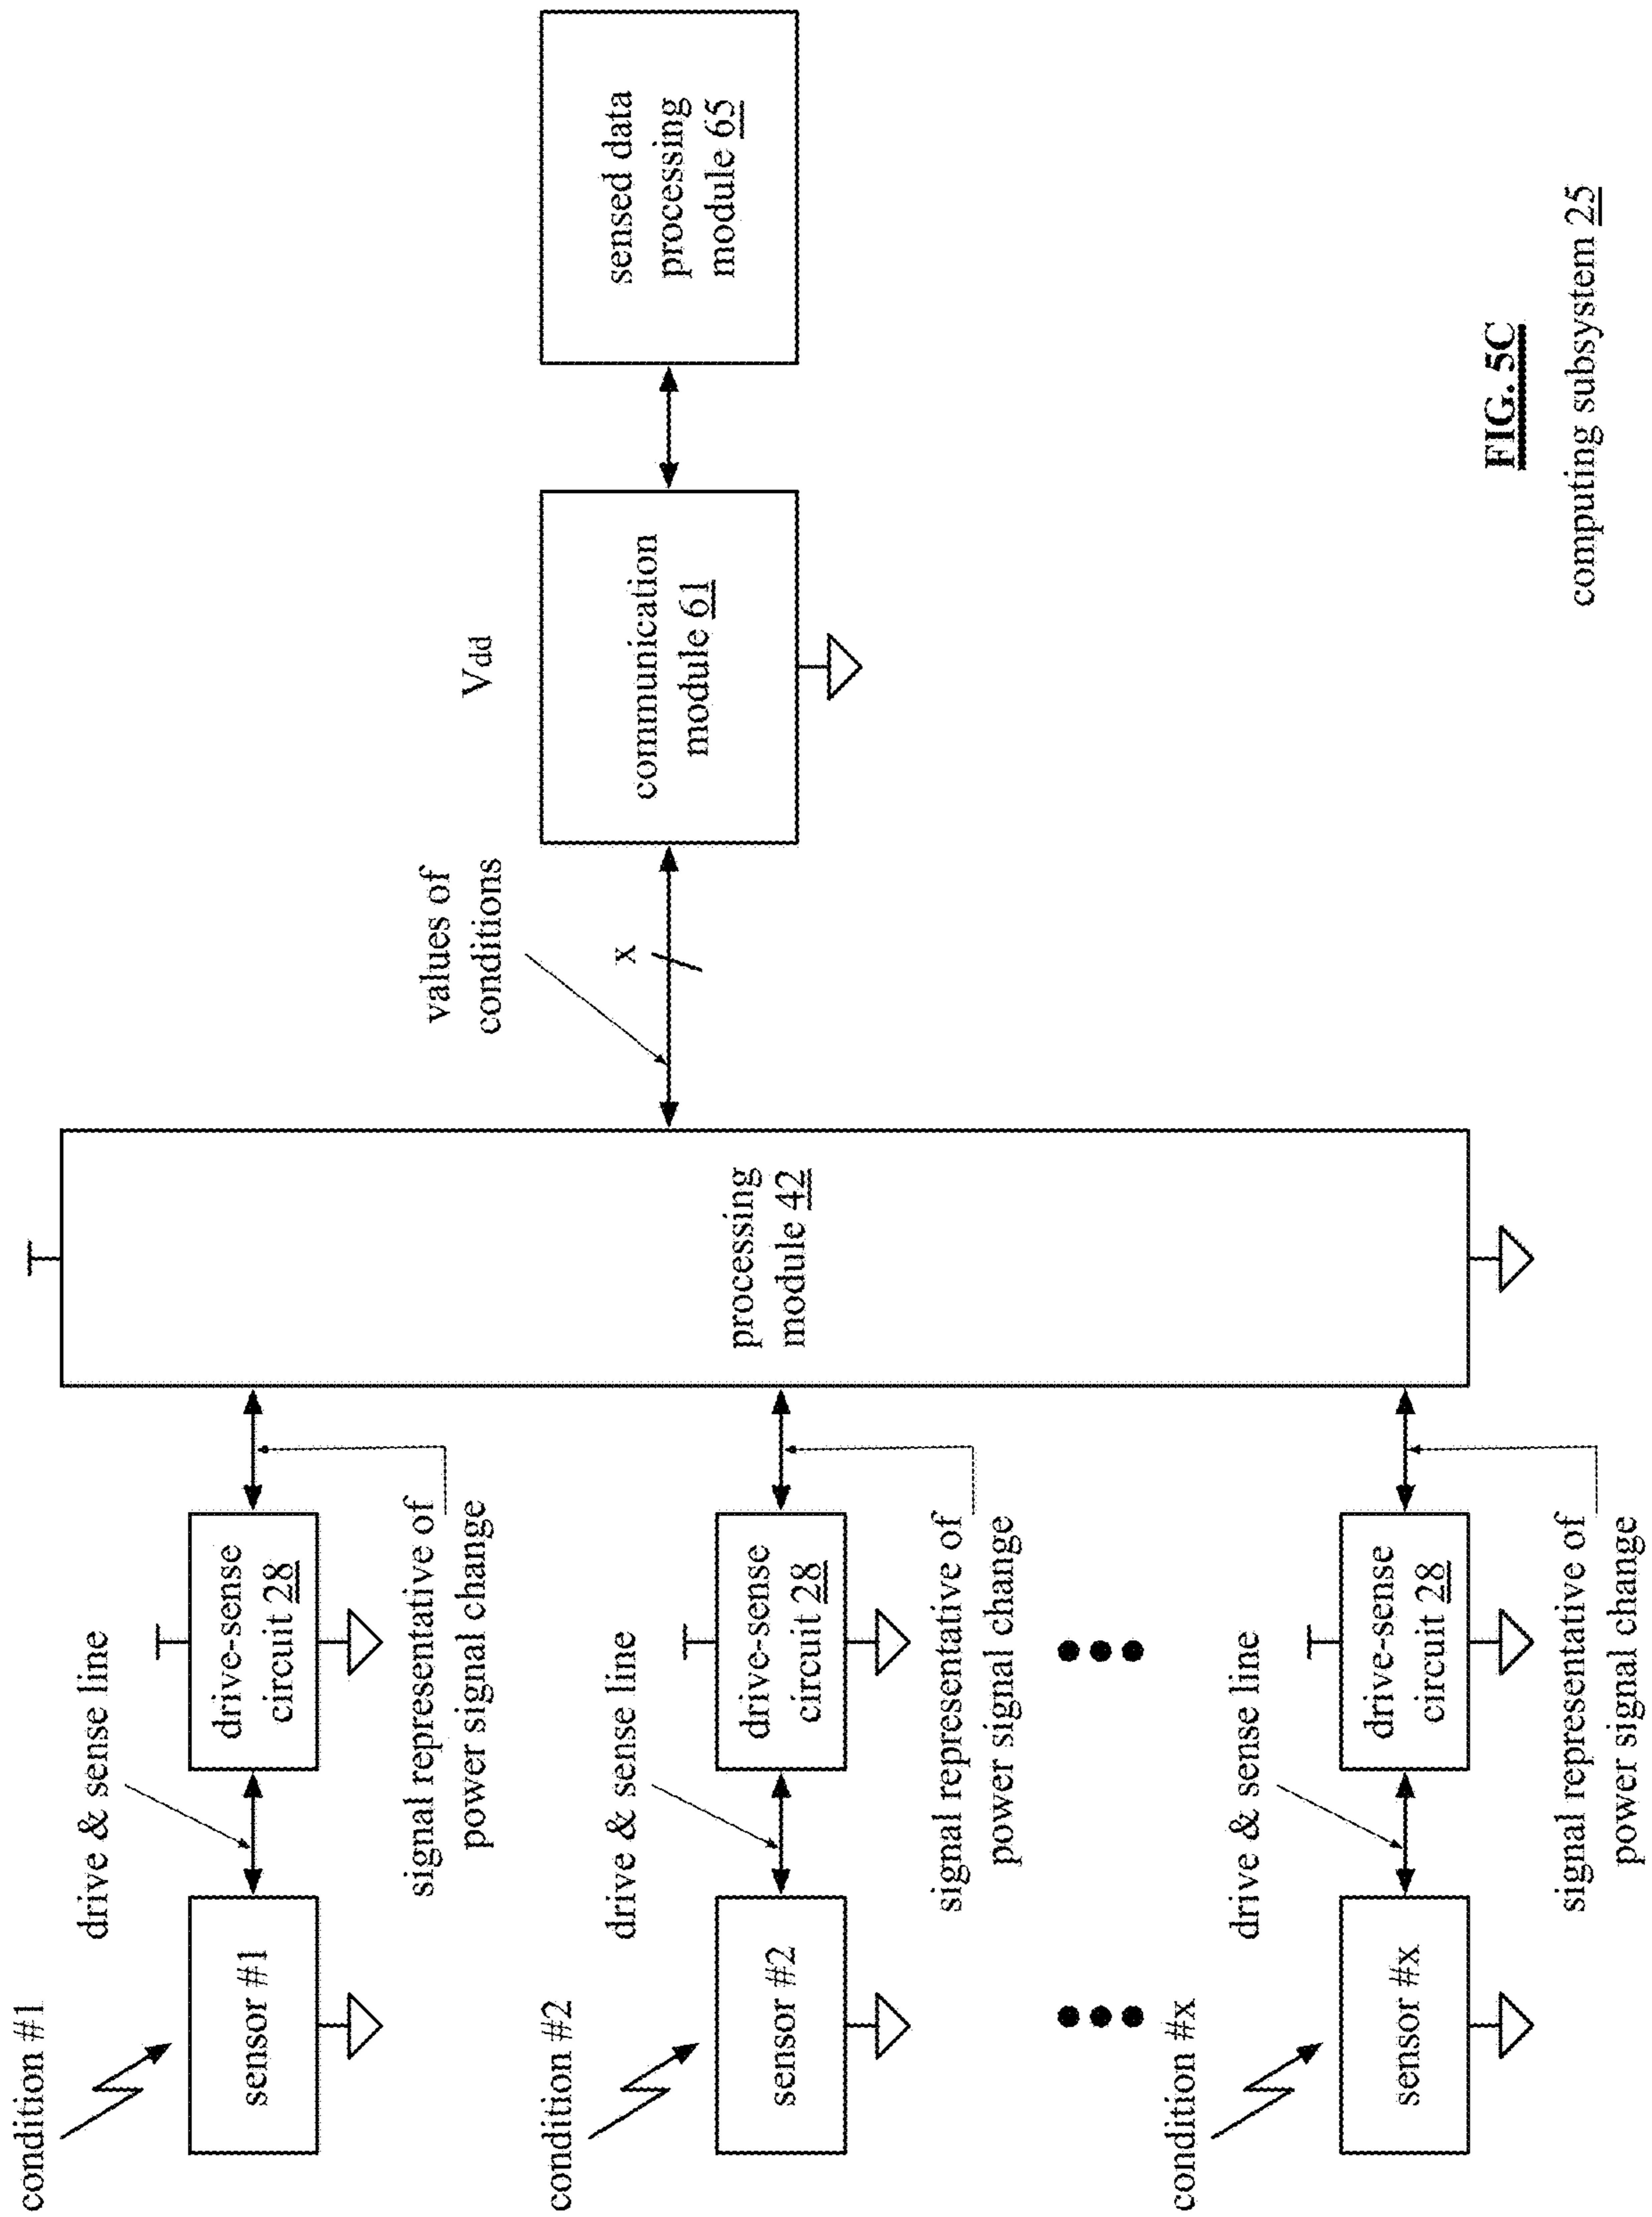 condition #1
drive & sense line
sensor #1
drive-sense
circuit 28
signal representative of
power signal change
condition #2
drive & sense line
sensor #2
drive-sense
circuit 28
signal representative of
power signal change
condition #x
drive & sense line
sensor #x
drive-sense
circuit 28
signal representative of
power signal change
processing
module 42
values of
conditions
x
Vdd
communication
module 61
sensed data
processing
module 65
FIG. 5C
computing subsystem 25